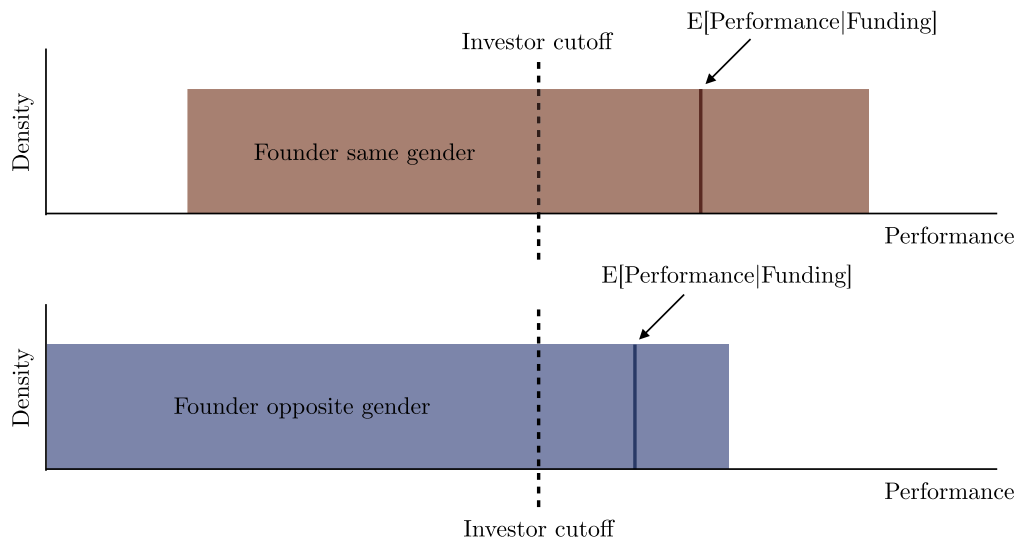 E[Performance|Funding]
Investor cutoff
Density
Founder same gender
Performance
E[Performance|Funding]
Density
Founder opposite gender
Performance
Investor cutoff